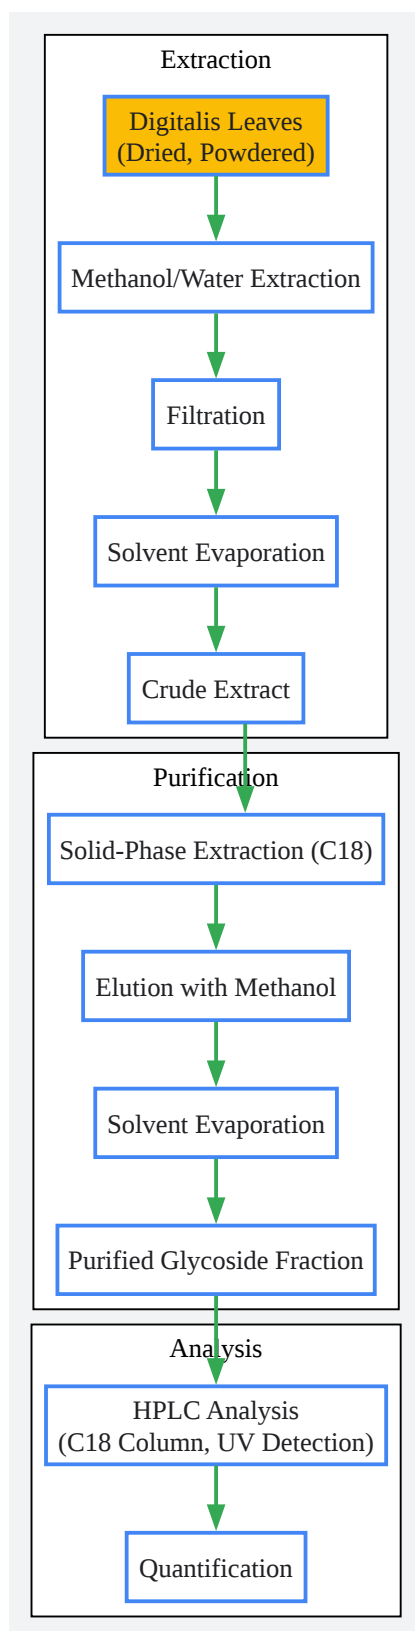 Extraction
Digitalis Leaves
(Dried, Powdered)
Methanol/Water Extraction
Filtration
Solvent Evaporation
Crude Extract
Purification
Solid-Phase Extraction (C18)
Elution with Methanol
Solvent Evaporation
Purified Glycoside Fraction
Analysis
HPLC Analysis
(C18 Column, UV Detection)
Quantification